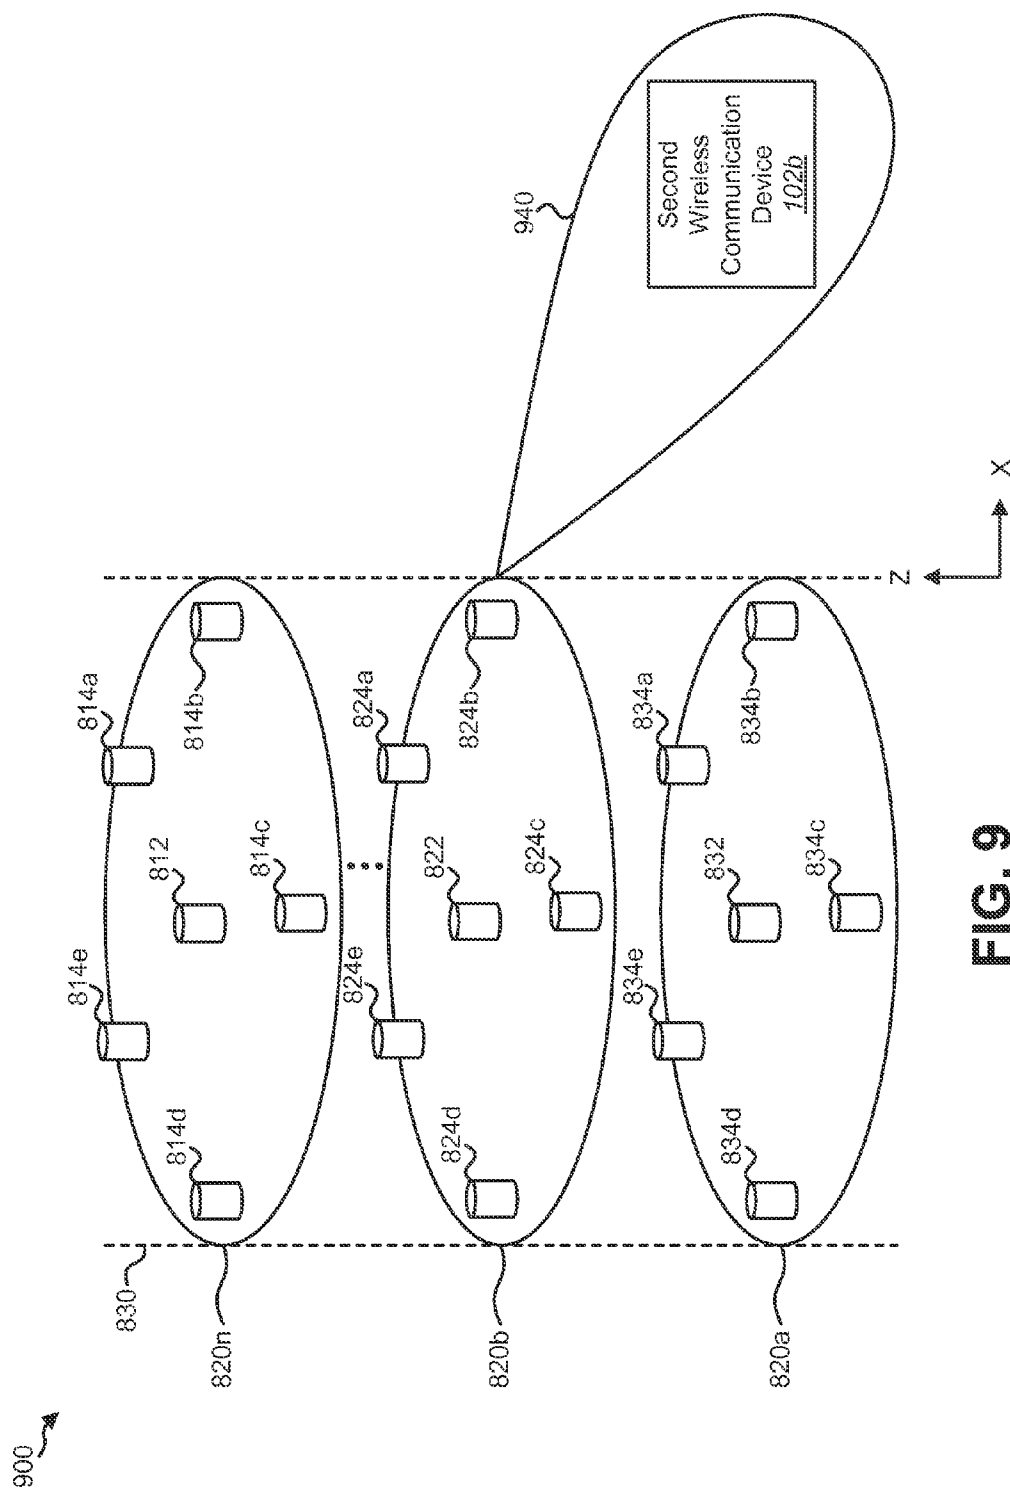 900
830
814e
814a
814d
812
814c
814b
820n
940
Second
Wireless
Communication
Device
102b
824e
824a
824d
822
824c
824b
820b
834e
834a
834d
832
834c
834b
820a
Z
X
FIG. 9